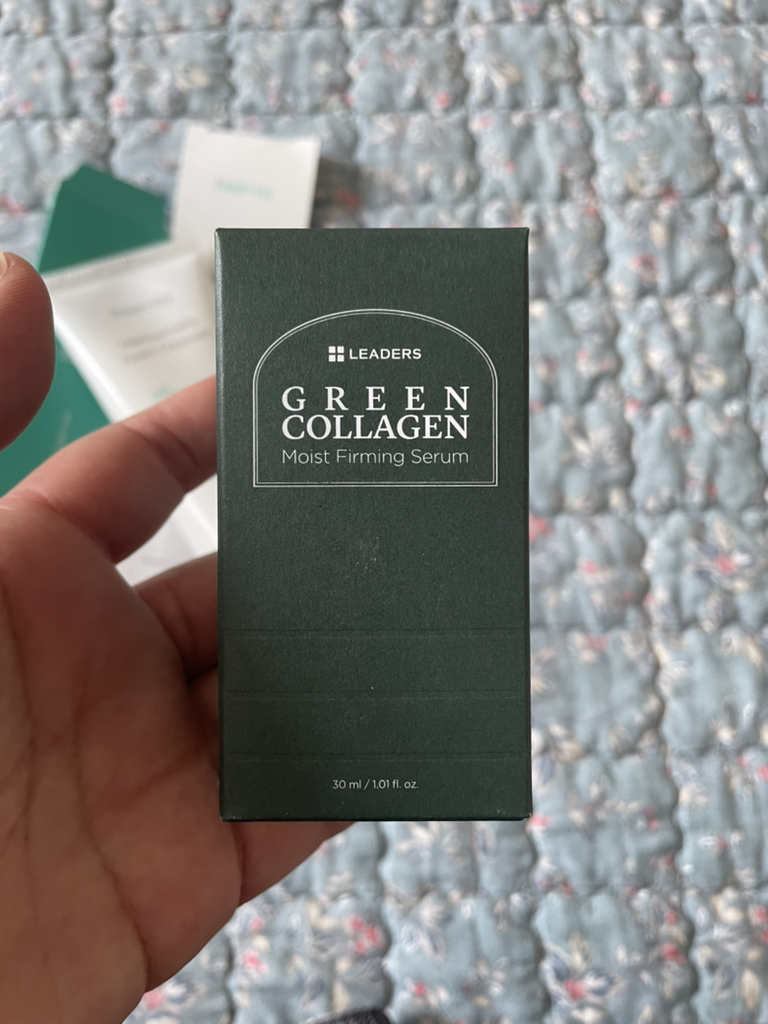 LEADERS
GREEN
COLLAGEN
Moist Firming Serum
30 ml / 1.01 fl. oz.